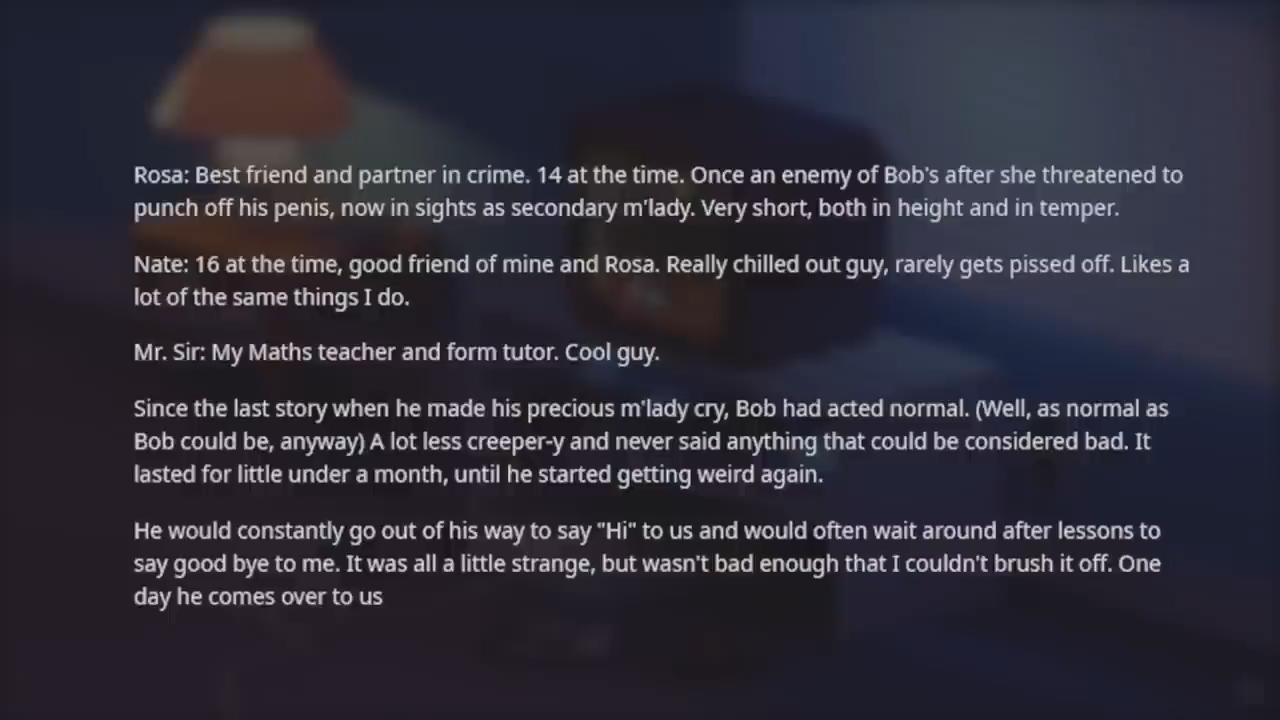 Rosa: Best friend and partner in crime. 14 at the time. Once an enemy of Bob's after she threatened to
punch off his penis, now in sights as secondary m'lady. Very short, both in height and in temper.
Nate: 16 at the time, good friend of mine and Rosa. Really chilled out guy, rarely gets pissed off. Likes a
lot of the same things I do.
Mr. Sir: My Maths teacher and form tutor. Cool guy.
Since the last story when he made his precious m'lady cry, Bob had acted normal. (Well, as normal as
Bob could be, anyway) A lot less creeper-y and never said anything that could be considered bad. It
lasted for little under a month, until he started getting weird again.
He would constantly go out of his way to say "Hi" to us and would often wait around after lessons to
say good bye to me. It was all a little strange, but wasn't bad enough that I couldn't brush it off. One
day he comes over to us